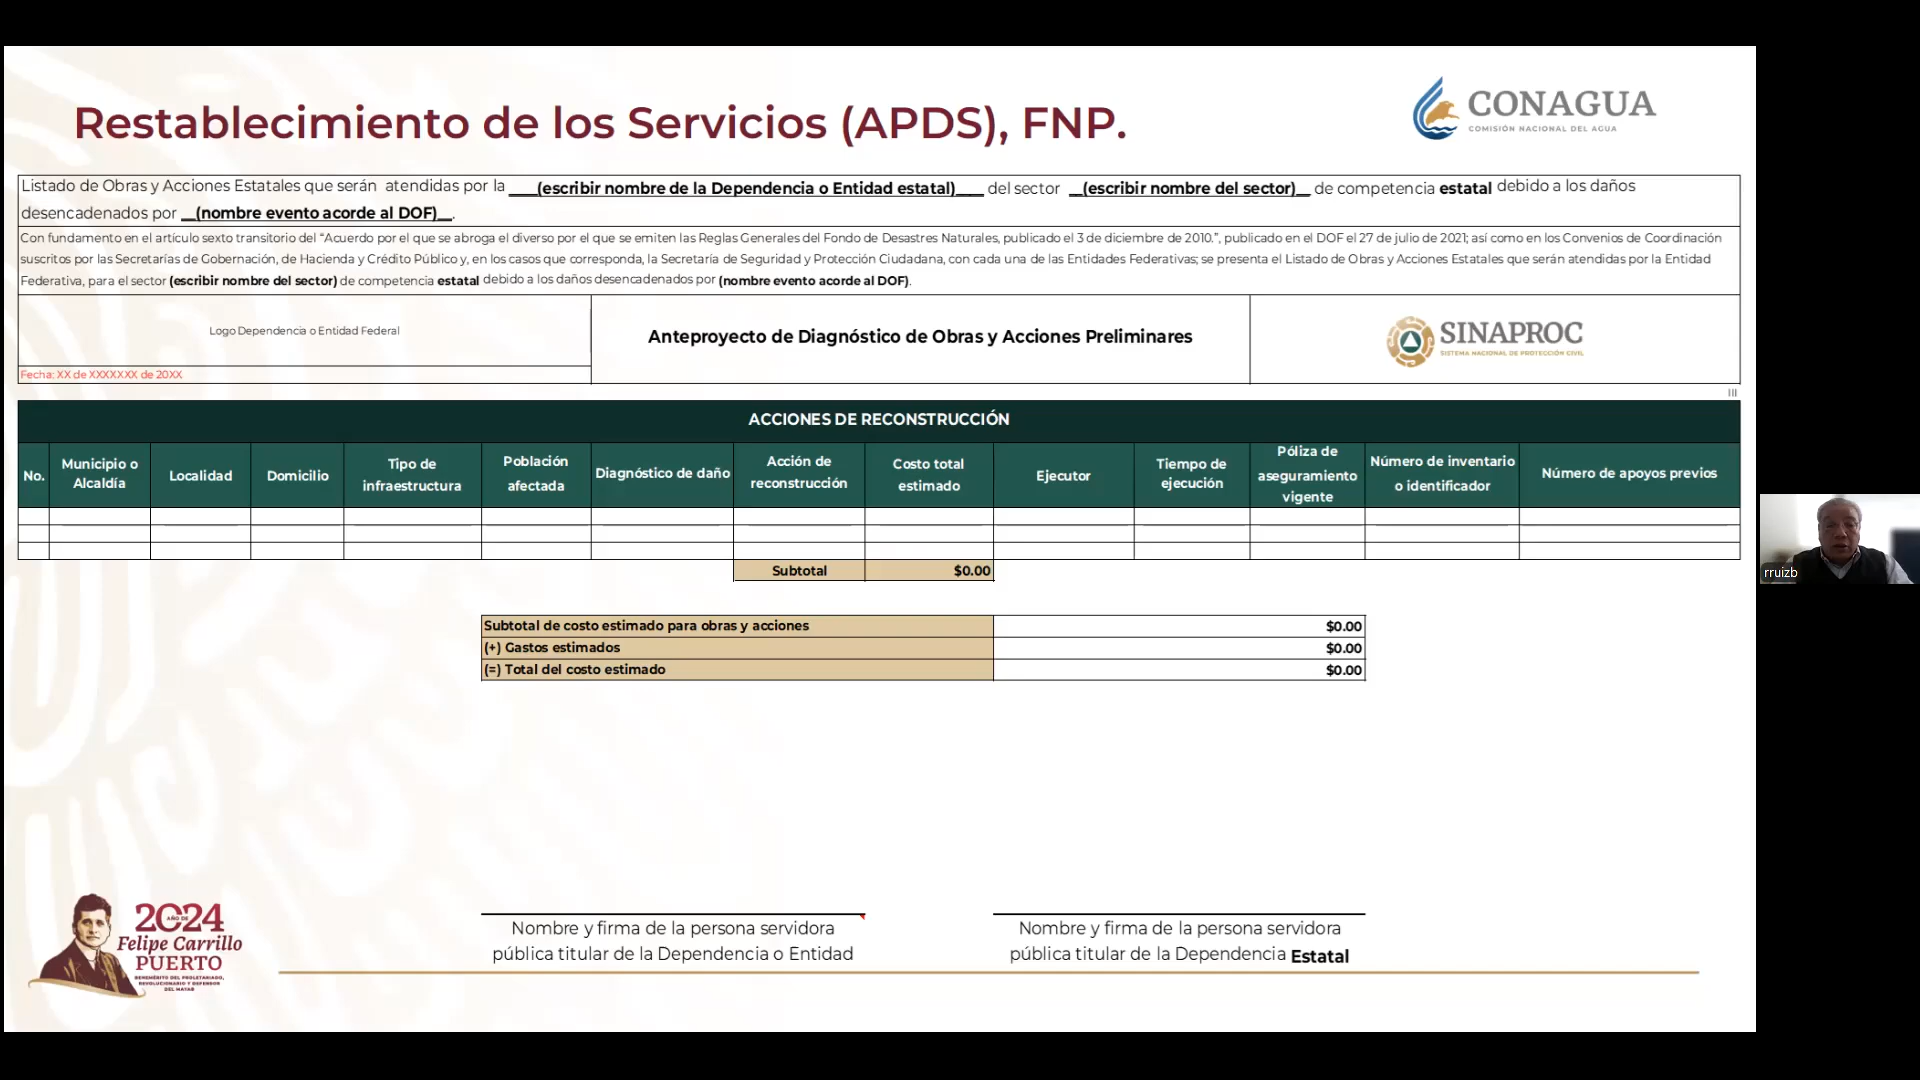 Restablecimiento de los Servicios (APDS), FNP.
CONAGUA
COMISIÓN NACIONAL DEL AGUA
Listado de Obras y Acciones Estatales que serán atendidas por la ____(escribir nombre de la Dependencia o Entidad estatal)____ del sector __(escribir nombre del sector)__ de competencia estatal debido a los daños
desencadenados por __(nombre evento acorde al DOF)__.
Con fundamento en el artículo sexto transitorio del “Acuerdo por el que se abroga el diverso por el que se emiten las Reglas Generales del Fondo de Desastres Naturales, publicado el 3 de diciembre de 2010.”, publicado en el DOF el 27 de julio de 2021; así como en los Convenios de Coordinación
suscritos por las Secretarías de Gobernación, de Hacienda y Crédito Público y, en los casos que corresponda, la Secretaría de Seguridad y Protección Ciudadana, con cada una de las Entidades Federativas; se presenta el Listado de Obras y Acciones Estatales que serán atendidas por la Entidad
Federativa, para el sector (escribir nombre del sector) de competencia estatal debido a los daños desencadenados por (nombre evento acorde al DOF).
Logo Dependencia o Entidad Federal
Fecha: XX de XXXXXXX de 20XX
Anteproyecto de Diagnóstico de Obras y Acciones Preliminares
SINAPROC
SISTEMA NACIONAL DE PROTECCIÓN CIVIL
III
ACCIONES DE RECONSTRUCCIÓN
No.
Municipio o
Alcaldía
Localidad
Domicilio
Tipo de
infraestructura
Población
afectada
Diagnóstico de daño
Acción de
reconstrucción
Costo total
estimado
Ejecutor
Tiempo de
ejecución
Póliza de
aseguramiento
vigente
Número de inventario
o identificador
Número de apoyos previos
Subtotal $0.00
Subtotal de costo estimado para obras y acciones $0.00
(+) Gastos estimados $0.00
(=) Total del costo estimado $0.00
rruizb
Nombre y firma de la persona servidora
pública titular de la Dependencia o Entidad
Nombre y firma de la persona servidora
pública titular de la Dependencia Estatal
2024
AÑO DE
Felipe Carrillo
PUERTO
BENEMÉRITO DEL PROLETARIADO,
REVOLUCIONARIO Y DEFENSOR
DEL MAYAB